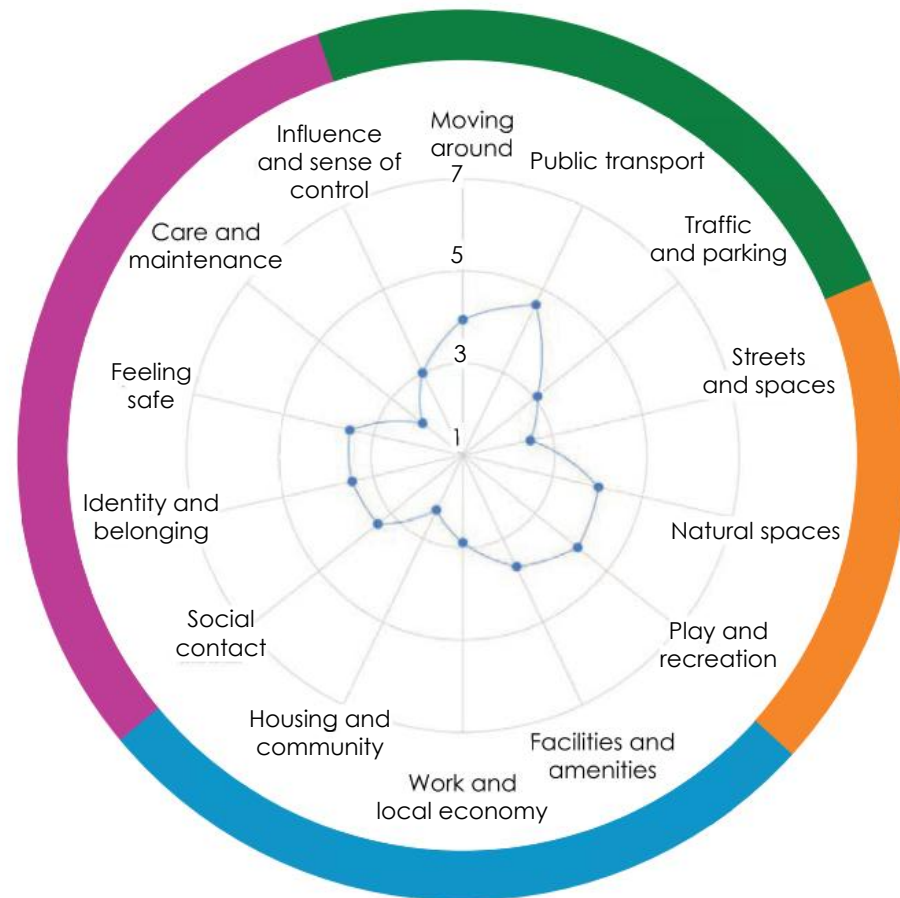 Moving
around
7
Public transport
Traffic
and parking
Streets
and spaces
Natural spaces
Play and
recreation
Facilities and
amenities
Work and
local economy
Housing and
community
Social
contact
Identity and
belonging
Feeling
safe
Care and
maintenance
Influence
and sense of
control
5
3
1